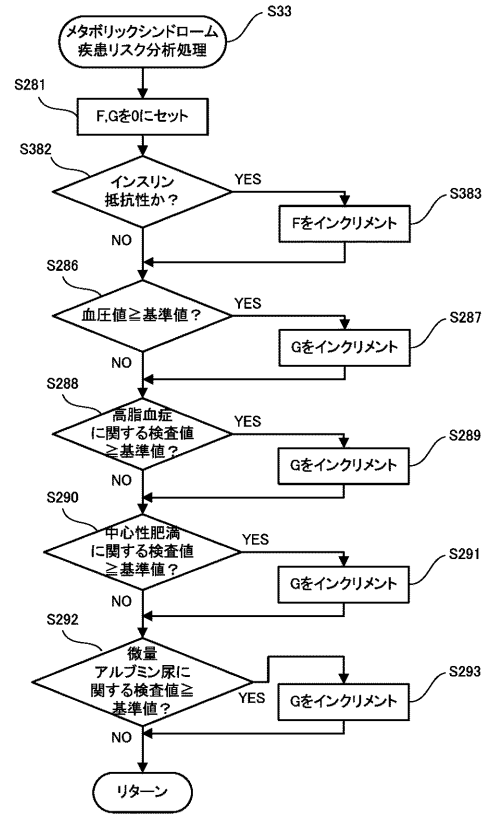 メタボリックシンドローム
疾患リスク分析処理
S33
S281
F,Gを0にセット
S382
インスリン
抵抗性か？
YES
S383
Fをインクリメント
NO
S286
血圧値≧基準値？
YES
S287
Gをインクリメント
NO
S288
高脂血症
に関する検査値
≧基準値？
YES
S289
Gをインクリメント
NO
S290
中心性肥満
に関する検査値
≧基準値？
YES
S291
Gをインクリメント
NO
S292
微量
アルブミン尿に
関する検査値≧
基準値？
YES
S293
Gをインクリメント
NO
リターン